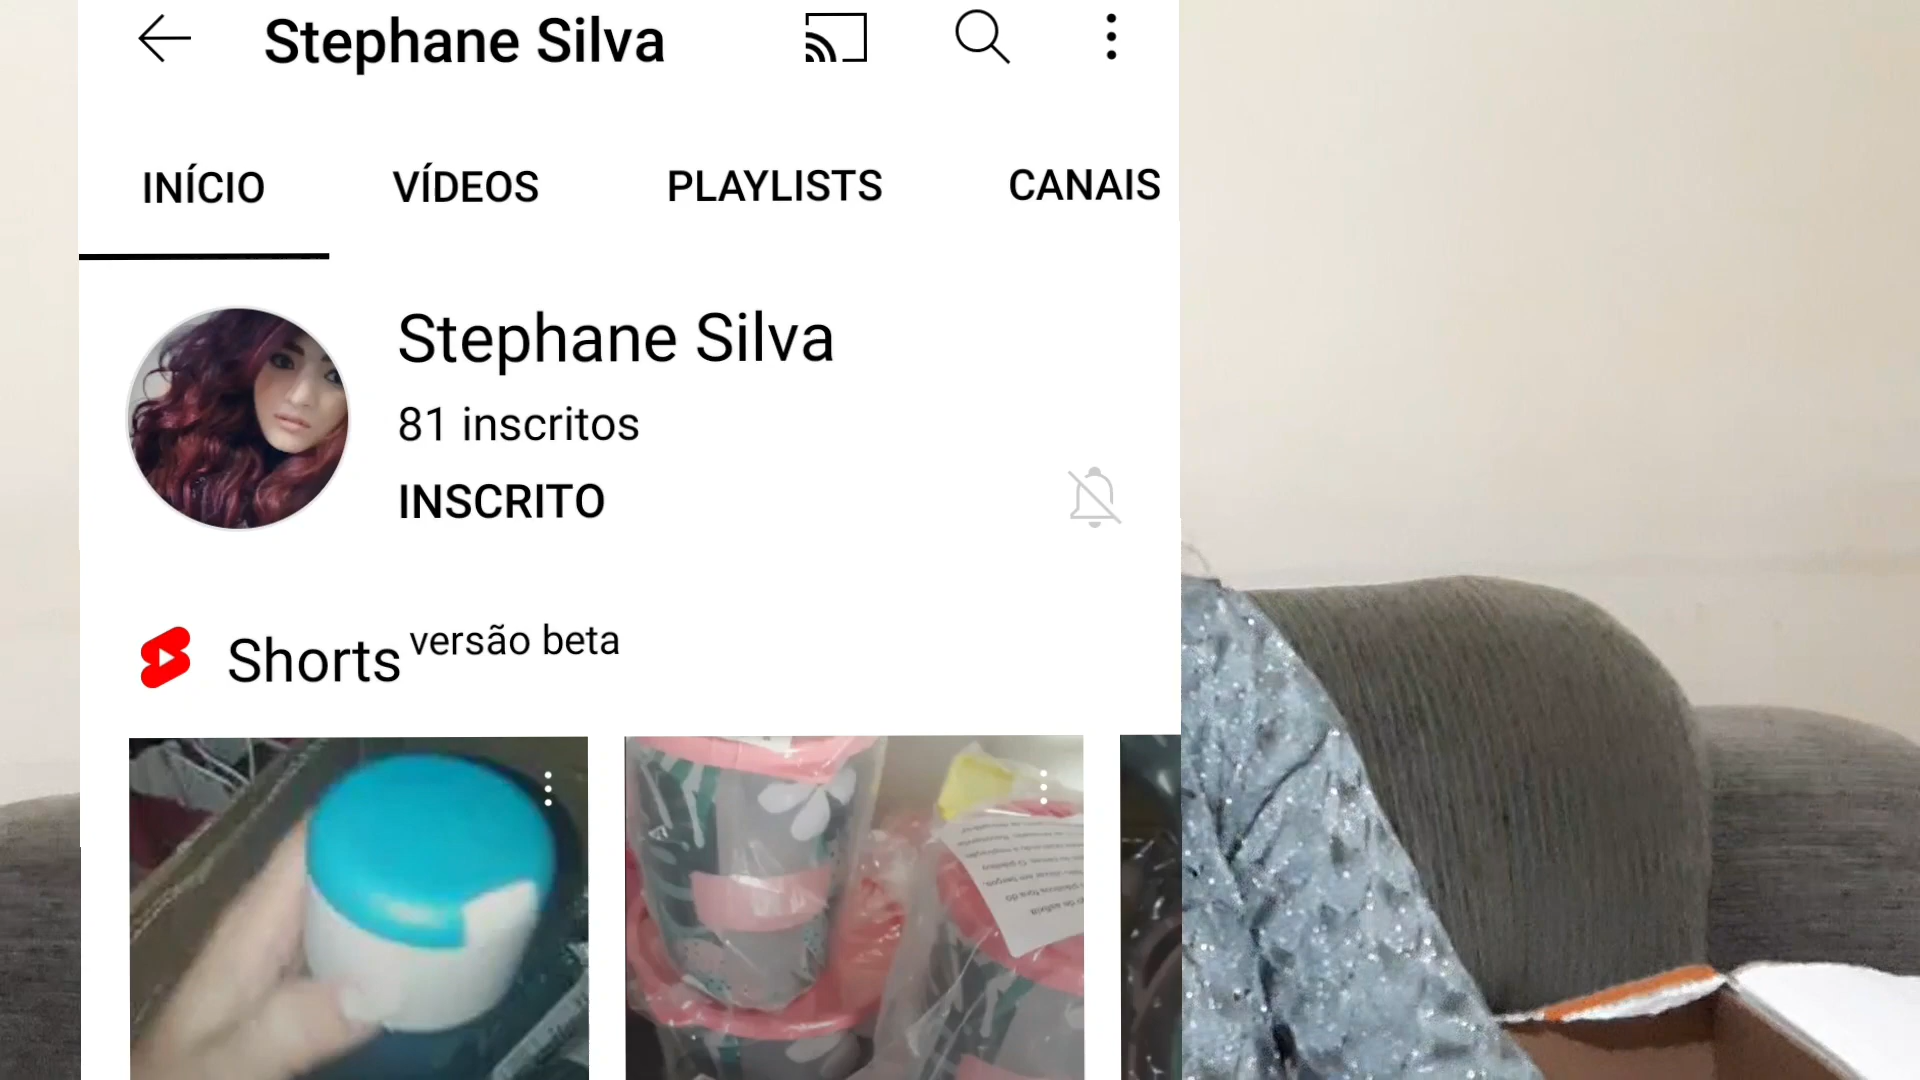 Stephane Silva
INÍCIO VÍDEOS PLAYLISTS CANAIS
Stephane Silva
81 inscritos
INSCRITO
Shorts versão beta